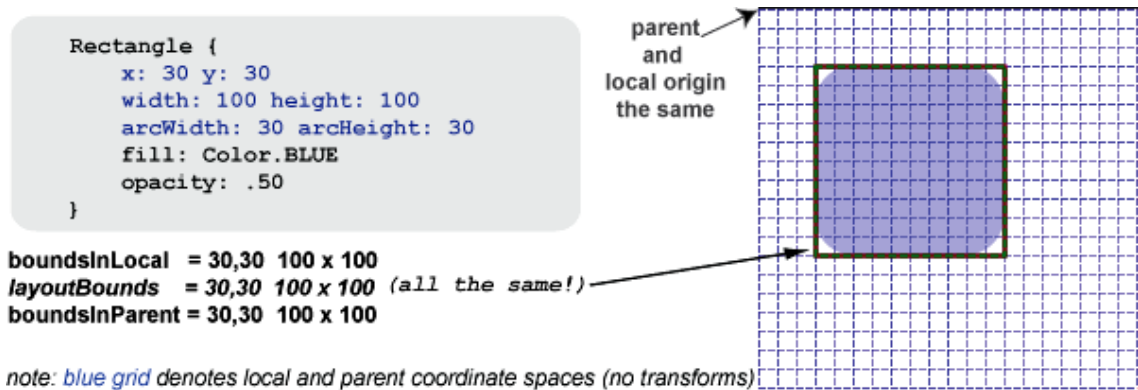 Rectangle {
x: 30 y: 30
width: 100 height: 100
arcWidth: 30 arcHeight: 30
fill: Color.BLUE
opacity: .50
}
parent
and
local origin
the same
boundsInLocal = 30,30 100 x 100
layoutBounds = 30,30 100 x 100 (all the same!)
boundsInParent = 30,30 100 x 100
note: blue grid denotes local and parent coordinate spaces (no transforms)